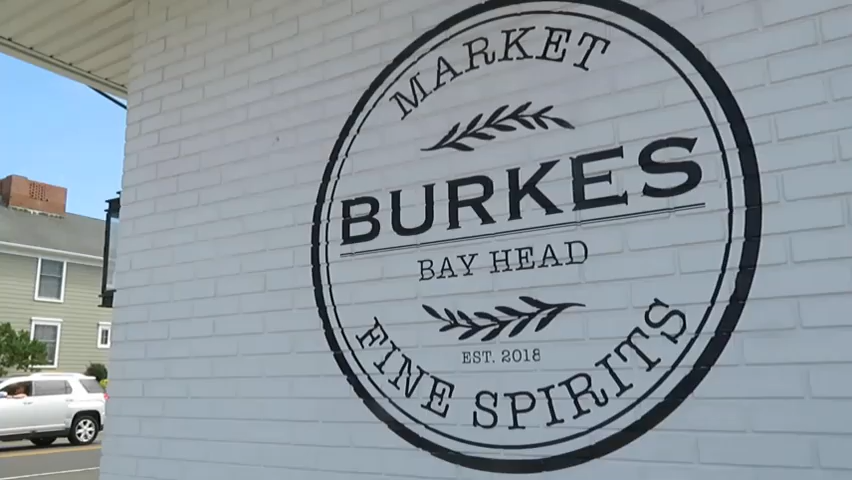 MARKET
BURKES
BAY HEAD
EST. 2018
FINE SPIRITS